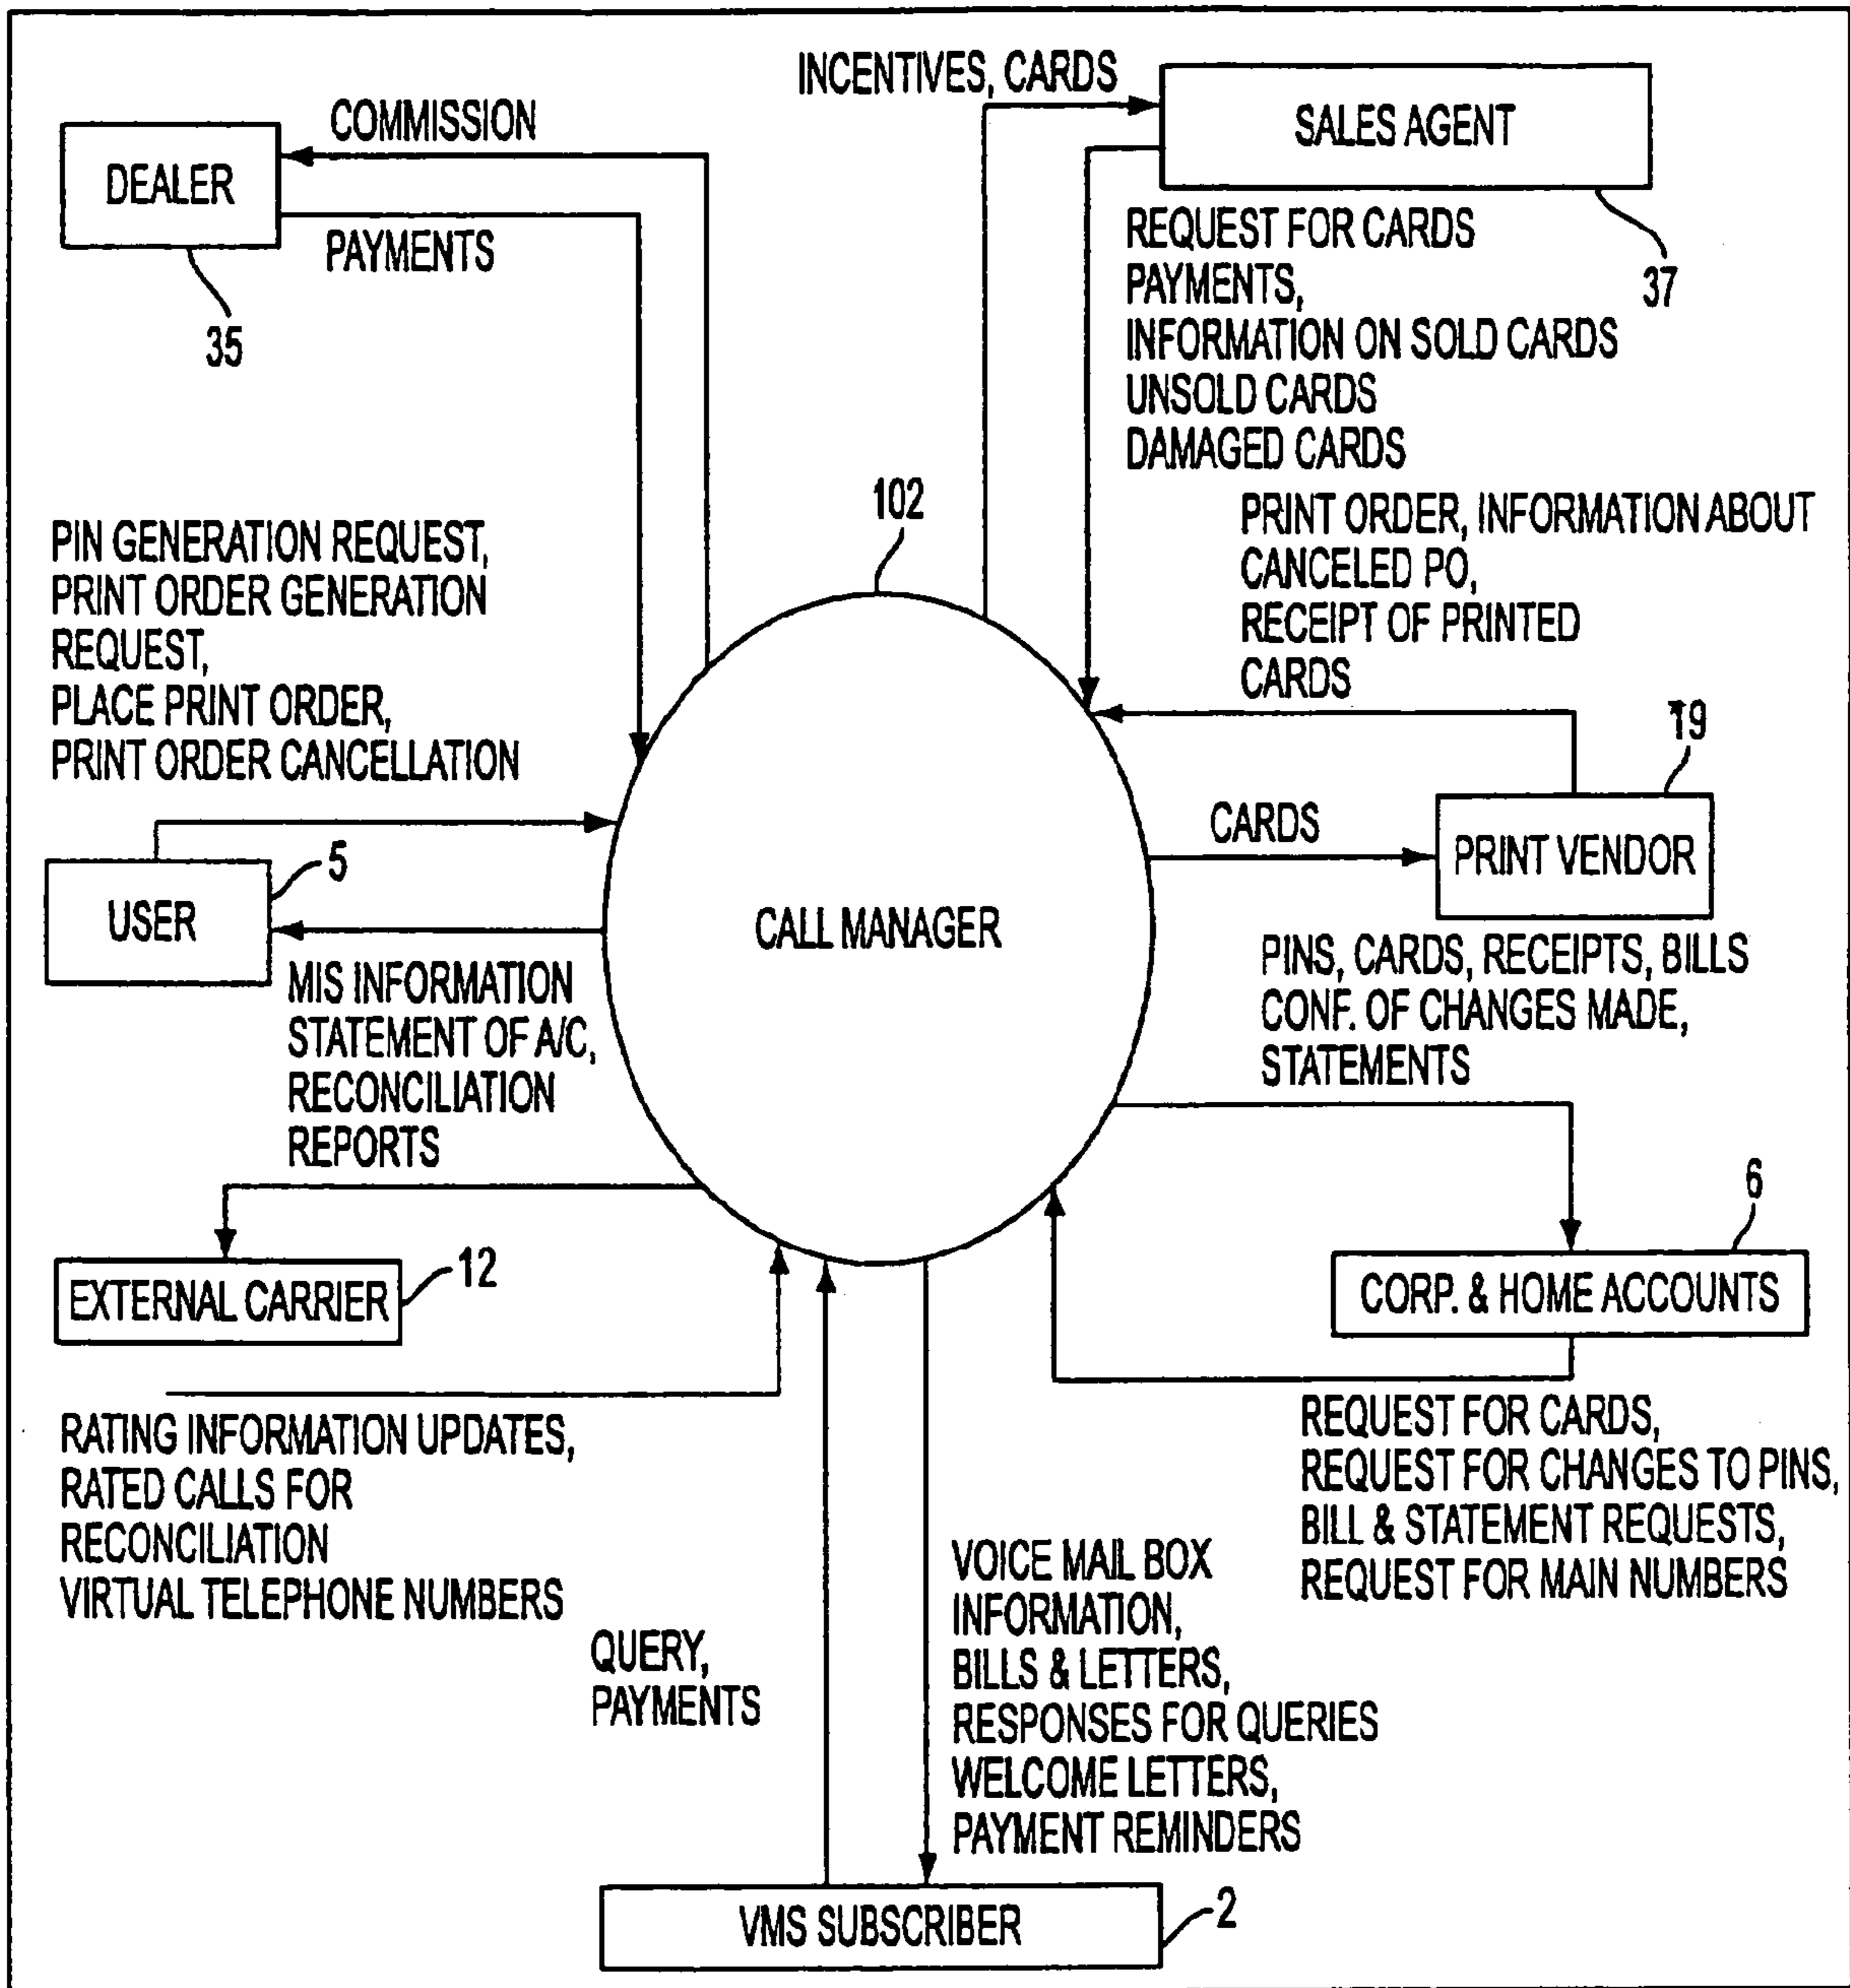 INCENTIVES, CARDS
SALES AGENT
37
COMMISSION
DEALER
PAYMENTS
35
REQUEST FOR CARDS
PAYMENTS,
INFORMATION ON SOLD CARDS
UNSOLD CARDS
DAMAGED CARDS
102
PRINT ORDER, INFORMATION ABOUT
CANCELED PO,
RECEIPT OF PRINTED
CARDS
PIN GENERATION REQUEST,
PRINT ORDER GENERATION
REQUEST,
PLACE PRINT ORDER,
PRINT ORDER CANCELLATION
19
CARDS
PRINT VENDOR
5
USER
CALL MANAGER
MIS INFORMATION
STATEMENT OF A/C,
RECONCILIATION
REPORTS
PINS, CARDS, RECEIPTS, BILLS
CONF. OF CHANGES MADE,
STATEMENTS
6
CORP. & HOME ACCOUNTS
EXTERNAL CARRIER
12
RATING INFORMATION UPDATES,
RATED CALLS FOR
RECONCILIATION
VIRTUAL TELEPHONE NUMBERS
REQUEST FOR CARDS,
REQUEST FOR CHANGES TO PINS,
BILL & STATEMENT REQUESTS,
REQUEST FOR MAIN NUMBERS
QUERY,
PAYMENTS
VOICE MAIL BOX
INFORMATION,
BILLS & LETTERS,
RESPONSES FOR QUERIES
WELCOME LETTERS,
PAYMENT REMINDERS
VMS SUBSCRIBER
2